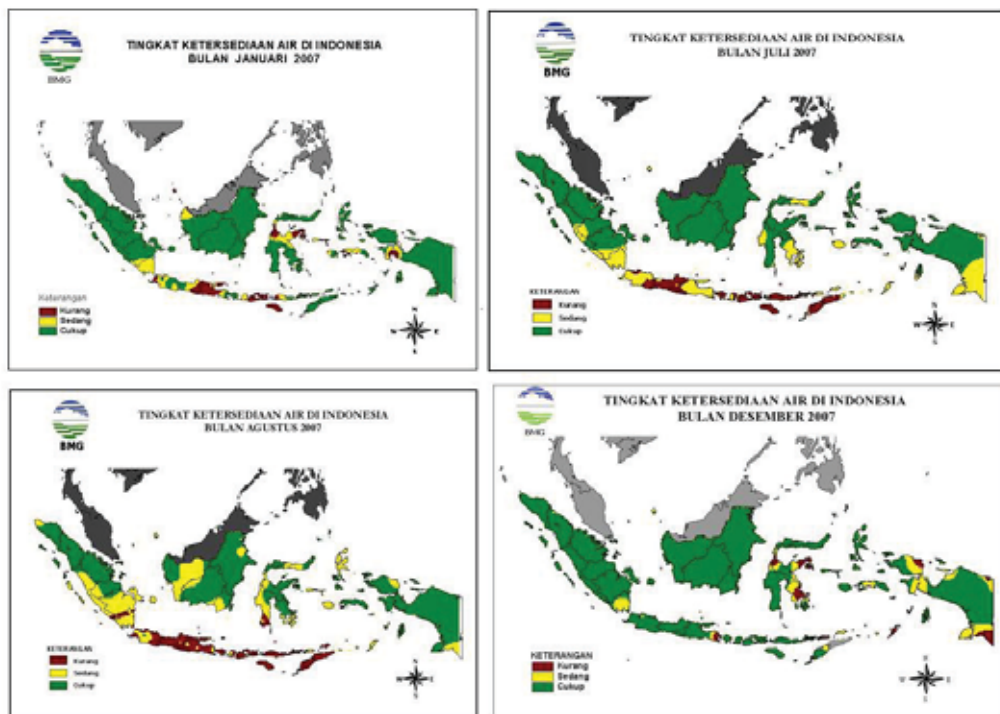 TINGKAT KETERSEDIAAN AIR DI INDONESIA
BULAN JANUARI 2007
BMG
Keterangan
Kurang
Sedang
Cukup
N
W
E
S
TINGKAT KETERSEDIAAN AIR DI INDONESIA
BULAN JULI 2007
BMG
KETERANGAN
Kurang
Sedang
Cukup
N
W
E
S
TINGKAT KETERSEDIAAN AIR DI INDONESIA
BULAN AGUSTUS 2007
BMG
KETERANGAN
Kurang
Sedang
Cukup
N
W
E
S
TINGKAT KETERSEDIAAN AIR DI INDONESIA
BULAN DESEMBER 2007
BMG
KETERANGAN
Kurang
Sedang
Cukup